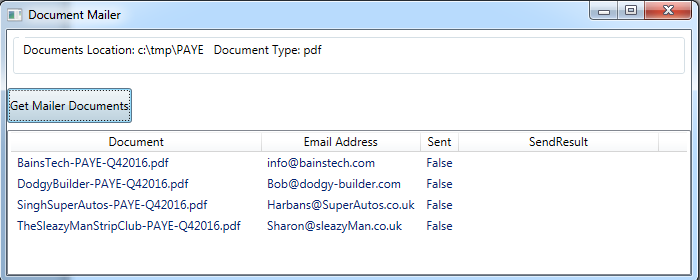 Document Mailer
Documents Location: c:\tmp\PAYE   Document Type: pdf
Get Mailer Documents
Document Email Address Sent SendResult
BainsTech-PAYE-Q42016.pdf info@bainstech.com False
DodgyBuilder-PAYE-Q42016.pdf Bob@dodgy-builder.com False
SinghSuperAutos-PAYE-Q42016.pdf Harbans@SuperAutos.co.uk False
TheSleazyManStripClub-PAYE-Q42016.pdf Sharon@sleazyMan.co.uk False